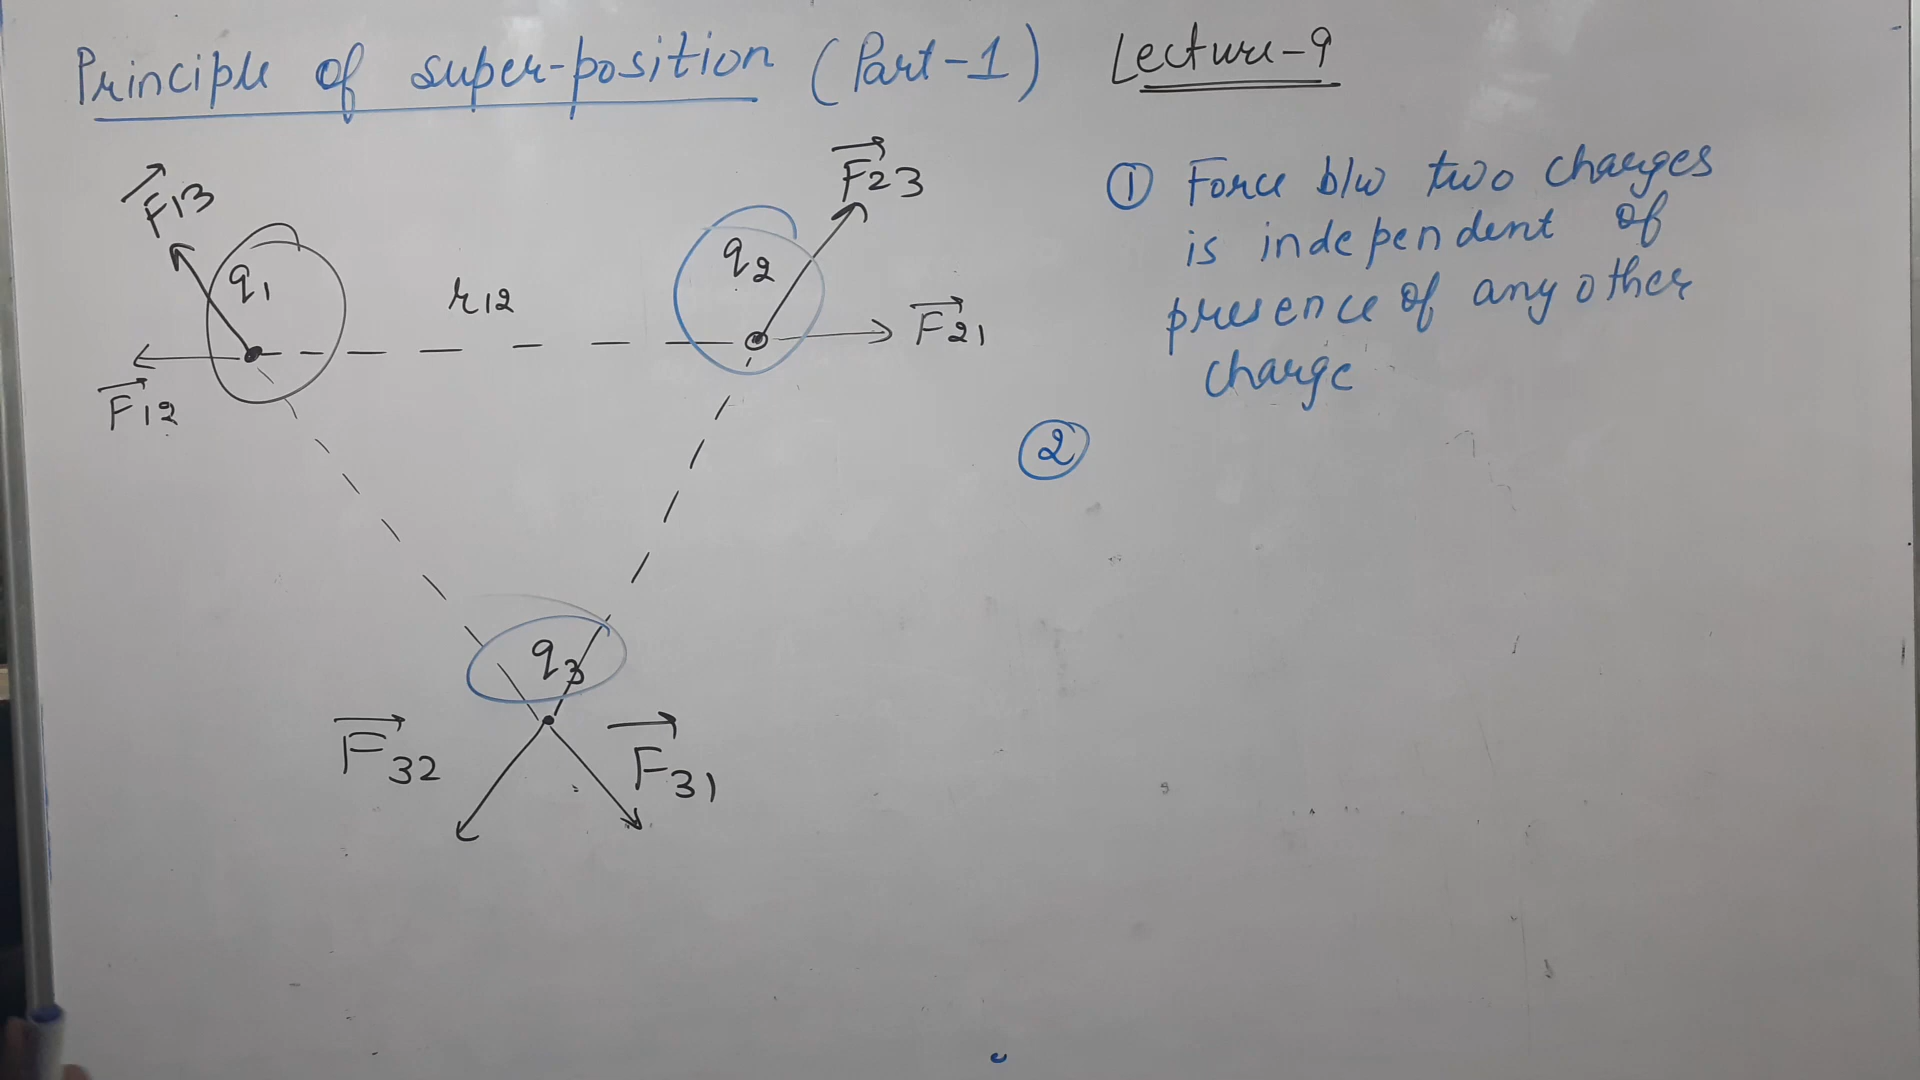 Principle of super-position (Part-1) Lecture-9
F13
F23
q1
q2
r12
F21
F12
① Force b/w two charges
is independent of
presence of any other
charge
②
q3
F32
F31